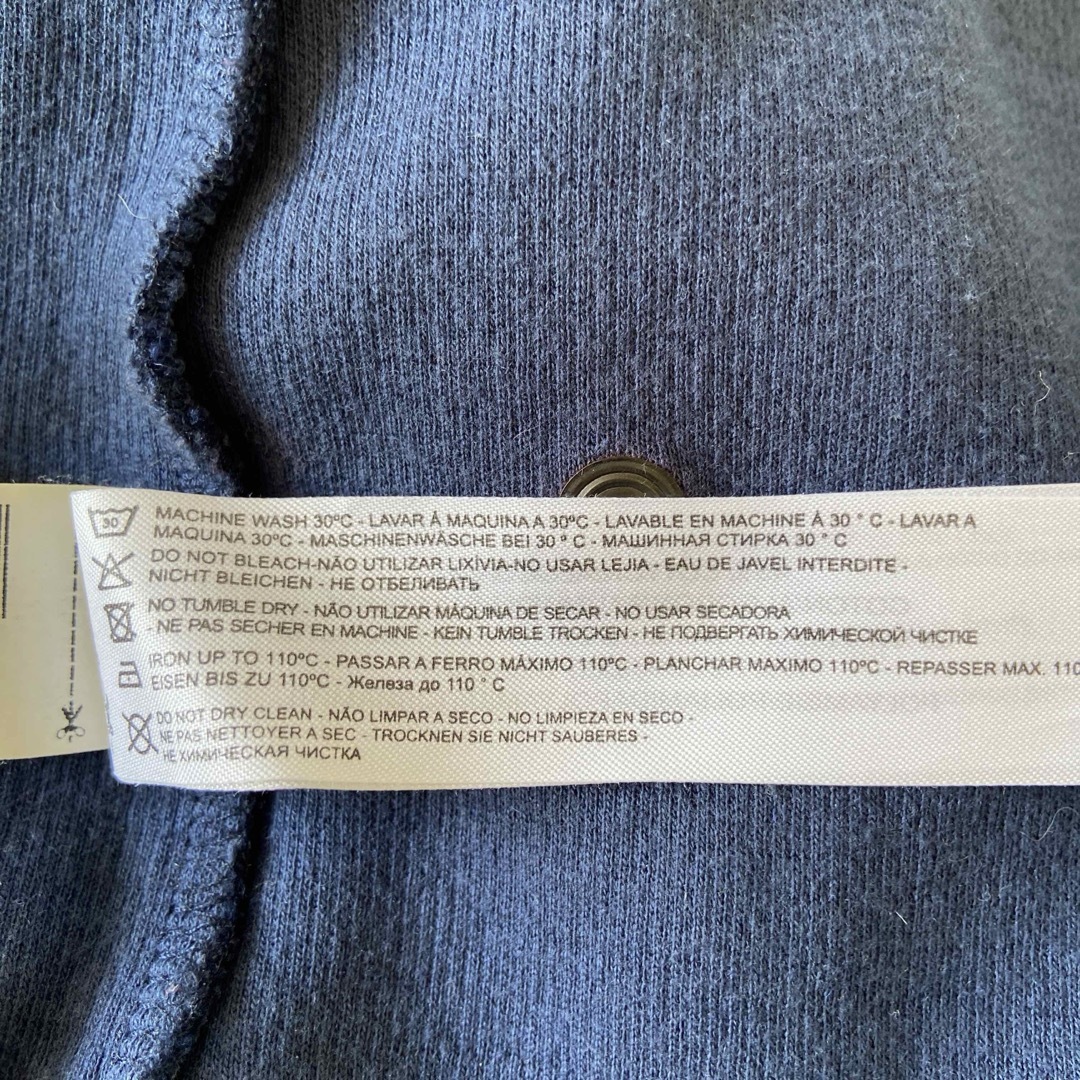 30
MACHINE WASH 30ºC - LAVAR Á MAQUINA A 30ºC - LAVABLE EN MACHINE Á 30 ° C - LAVAR A
MAQUINA 30ºC - MASCHINENWÄSCHE BEI 30 ° C - МАШИННАЯ СТИРКА 30 ° C
DO NOT BLEACH-NÃO UTILIZAR LIXÍVIA-NO USAR LEJIA - EAU DE JAVEL INTERDITE -
NICHT BLEICHEN - НЕ ОТБЕЛИВАТЬ
NO TUMBLE DRY - NÃO UTILIZAR MÁQUINA DE SECAR - NO USAR SECADORA
- NE PAS SECHER EN MACHINE - KEIN TUMBLE TROCKEN - НЕ ПОДВЕРГАТЬ ХИМИЧЕСКОЙ ЧИСТКЕ
IRON UP TO 110ºC - PASSAR A FERRO MÁXIMO 110ºC - PLANCHAR MAXIMO 110ºC - REPASSER MAX. 110
EISEN BIS ZU 110ºC - Железа до 110 ° C
DO NOT DRY CLEAN - NÃO LIMPAR A SECO - NO LIMPIEZA EN SECO -
NE PAS NETTOYER A SEC - TROCKNEN SIE NICHT SAUBERES -
НЕ ХИМИЧЕСКАЯ ЧИСТКА